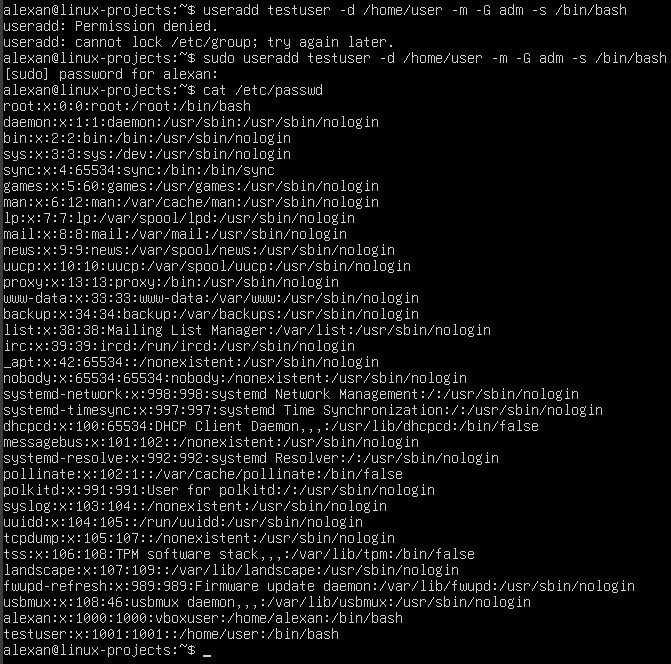 alexan@linux-projects:~$ useradd testuser -d /home/user -m -G adm -s /bin/bash
useradd: Permission denied.
useradd: cannot lock /etc/group; try again later.
alexan@linux-projects:~$ sudo useradd testuser -d /home/user -m -G adm -s /bin/bash
[sudo] password for alexan:
alexan@linux-projects:~$ cat /etc/passwd
root:x:0:0:root:/root:/bin/bash
daemon:x:1:1:daemon:/usr/sbin:/usr/sbin/nologin
bin:x:2:2:bin:/bin:/usr/sbin/nologin
sys:x:3:3:sys:/dev:/usr/sbin/nologin
sync:x:4:65534:sync:/bin:/bin/sync
games:x:5:60:games:/usr/games:/usr/sbin/nologin
man:x:6:12:man:/var/cache/man:/usr/sbin/nologin
lp:x:7:7:lp:/var/spool/lpd:/usr/sbin/nologin
mail:x:8:8:mail:/var/mail:/usr/sbin/nologin
news:x:9:9:news:/var/spool/news:/usr/sbin/nologin
uucp:x:10:10:uucp:/var/spool/uucp:/usr/sbin/nologin
proxy:x:13:13:proxy:/bin:/usr/sbin/nologin
www-data:x:33:33:www-data:/var/www:/usr/sbin/nologin
backup:x:34:34:backup:/var/backups:/usr/sbin/nologin
list:x:38:38:Mailing List Manager:/var/list:/usr/sbin/nologin
irc:x:39:39:ircd:/run/ircd:/usr/sbin/nologin
_apt:x:42:65534::/nonexistent:/usr/sbin/nologin
nobody:x:65534:65534:nobody:/nonexistent:/usr/sbin/nologin
systemd-network:x:998:998:systemd Network Management:/:/usr/sbin/nologin
systemd-timesync:x:997:997:systemd Time Synchronization:/:/usr/sbin/nologin
dhcpcd:x:100:65534:DHCP Client Daemon,,,:/usr/lib/dhcpcd:/bin/false
messagebus:x:101:102::/nonexistent:/usr/sbin/nologin
systemd-resolve:x:992:992:systemd Resolver:/:/usr/sbin/nologin
pollinate:x:102:1::/var/cache/pollinate:/bin/false
polkitd:x:991:991:User for polkitd:/:/usr/sbin/nologin
syslog:x:103:104::/nonexistent:/usr/sbin/nologin
uuidd:x:104:105::/run/uuidd:/usr/sbin/nologin
tcpdump:x:105:107::/nonexistent:/usr/sbin/nologin
tss:x:106:108:TPM software stack,,,:/var/lib/tpm:/bin/false
landscape:x:107:109::/var/lib/landscape:/usr/sbin/nologin
fwupd-refresh:x:989:989:Firmware update daemon:/var/lib/fwupd:/usr/sbin/nologin
usbmux:x:108:46:usbmux daemon,,,:/var/lib/usbmux:/usr/sbin/nologin
alexan:x:1000:1000:vboxuser:/home/alexan:/bin/bash
testuser:x:1001:1001::/home/user:/bin/bash
alexan@linux-projects:~$ _